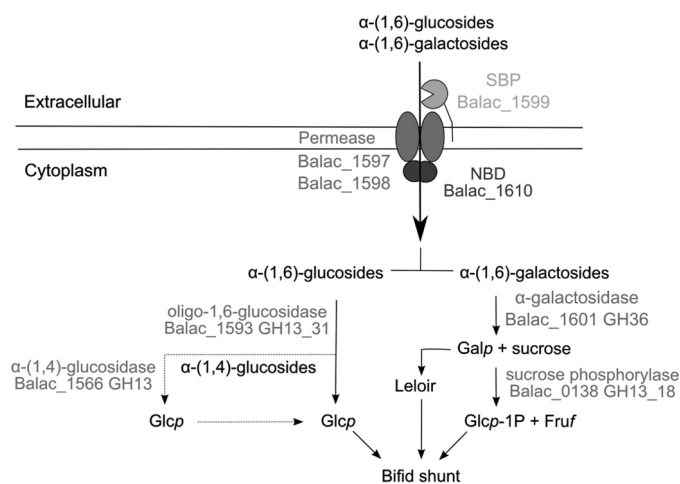 α-(1,6)-glucosides
α-(1,6)-galactosides
SBP
Balac_1599
Extracellular
Permease
Cytoplasm
Balac_1597
Balac_1598
NBD
Balac_1610
α-(1,6)-glucosides
α-(1,6)-galactosides
oligo-1,6-glucosidase
Balac_1593 GH13_31
α-galactosidase
Balac_1601 GH36
α-(1,4)-glucosidase
Balac_1566 GH13
α-(1,4)-glucosides
Galp + sucrose
Leloir
sucrose phosphorylase
Balac_0138 GH13_18
Glcp
Glcp
Glcp-1P + Fruf
Bifid shunt